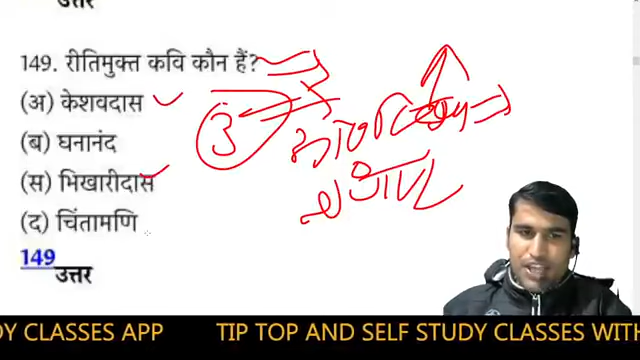 उत्तर
149. रीतिमुक्त कवि कौन हैं?
(अ) केशवदास
(ब) घनानंद
(स) भिखारीदास
(द) चिंतामणि
149
उत्तर
DY CLASSES APP TIP TOP AND SELF STUDY CLASSES WITH